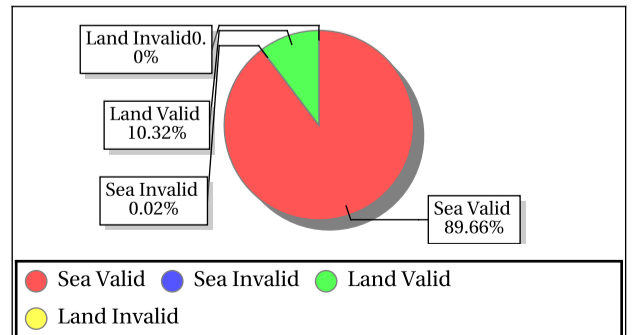 Land Invalid0.
0%
Land Valid
10.32%
Sea Invalid
0.02%
Sea Valid
89.66%
Sea Valid Sea Invalid Land Valid
Land Invalid